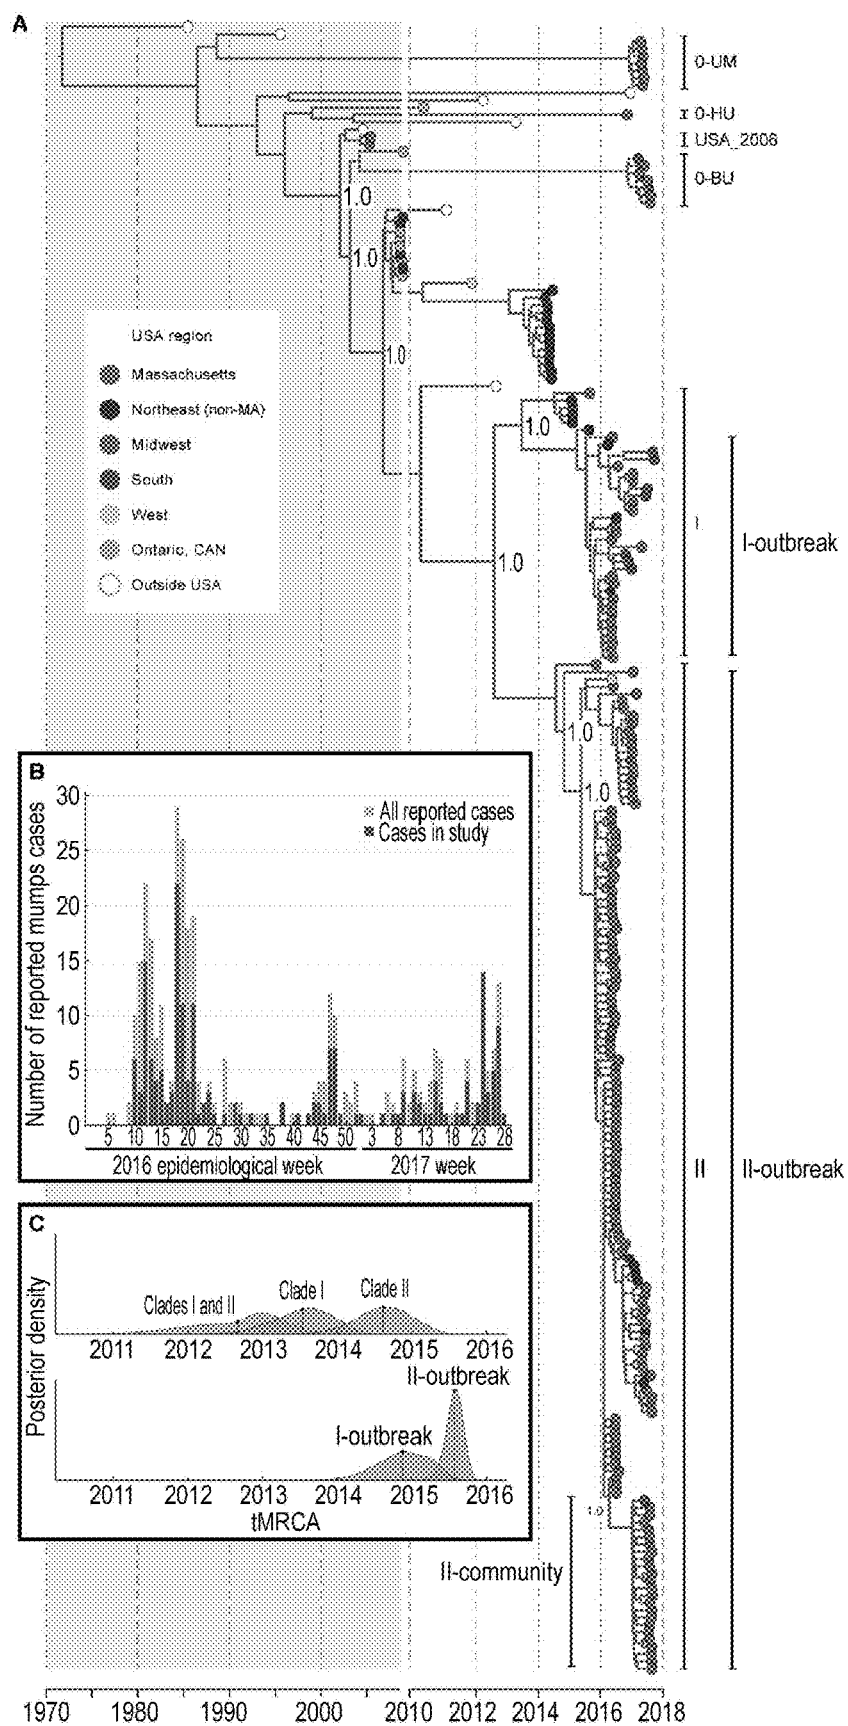 A
0-UM
0-HU
USA_2006
0-BU
1.0
1.0
1.0
USA region
Massachusetts
Northeast (non-MA)
Midwest
South
West
Ontario, CAN
Outside USA
1.0
1.0
I
I-outbreak
1.0
1.0
B
Number of reported mumps cases
30
25
20
15
10
5
0
All reported cases
Cases in study
5 10 15 20 25 30 35 40 45 50 3 8 13 18 23 28
2016 epidemiological week 2017 week
II
II-outbreak
C
Posterior density
Clades I and II
Clade I
Clade II
2011 2012 2013 2014 2015 2016
II-outbreak
I-outbreak
2011 2012 2013 2014 2015 2016
tMRCA
1.0
II-community
1970 1980 1990 2000 2010 2012 2014 2016 2018